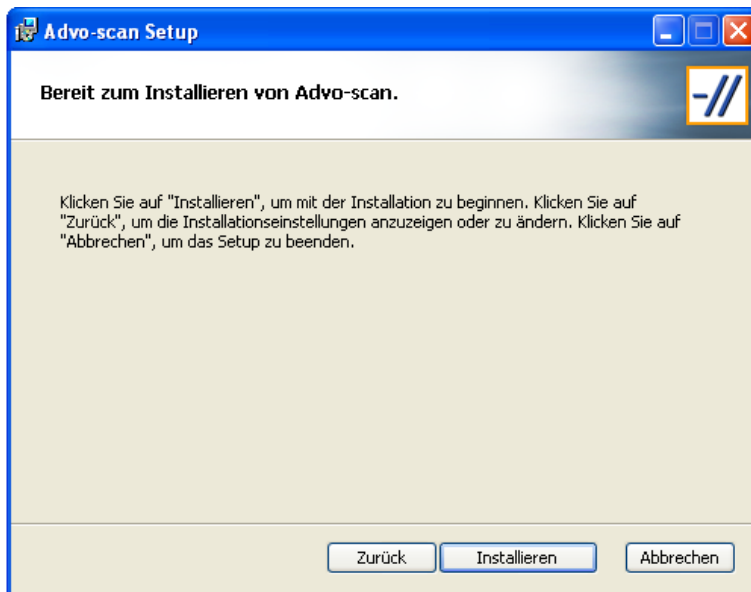 Advo-scan Setup
Bereit zum Installieren von Advo-scan.
-//
Klicken Sie auf "Installieren", um mit der Installation zu beginnen. Klicken Sie auf
"Zurück", um die Installationseinstellungen anzuzeigen oder zu ändern. Klicken Sie auf
"Abbrechen", um das Setup zu beenden.
Zurück
Installieren
Abbrechen